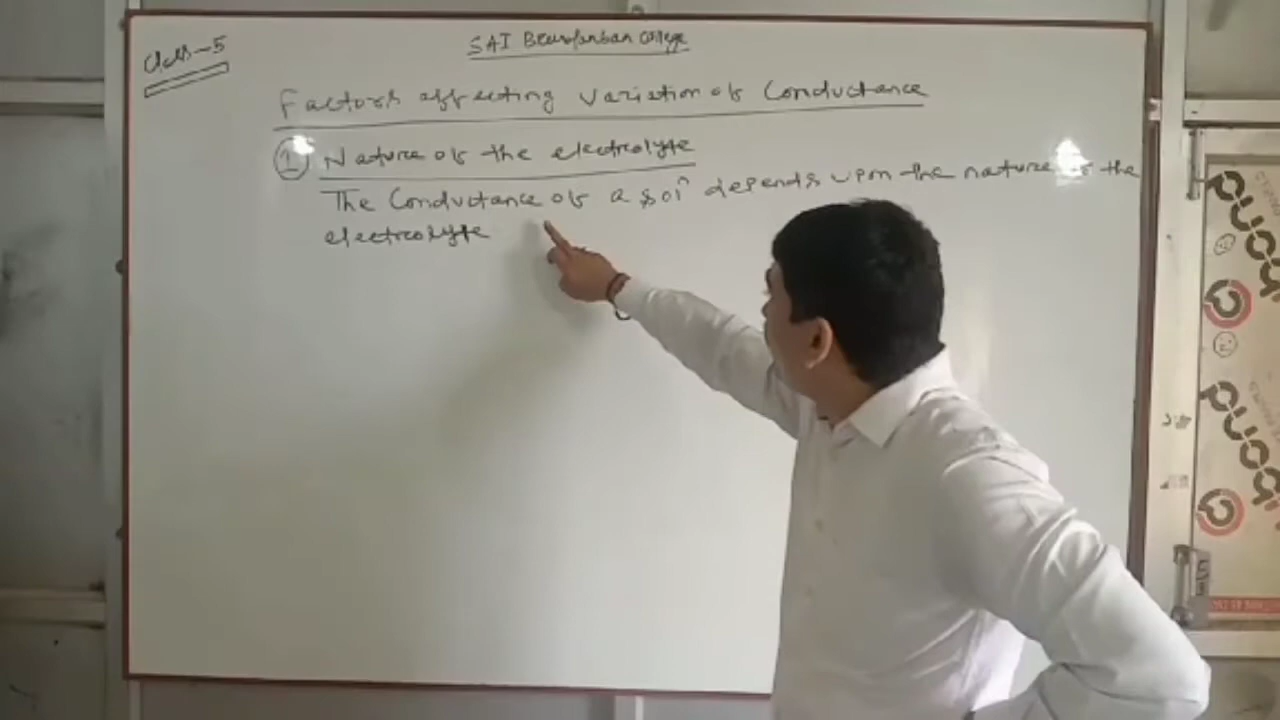 Class-5
SAI Brundanban College
Factors affecting Variation of Conductance
① Nature of the electrolyte
The Conductance of a solⁿ depends upon the nature of the
electrolyte